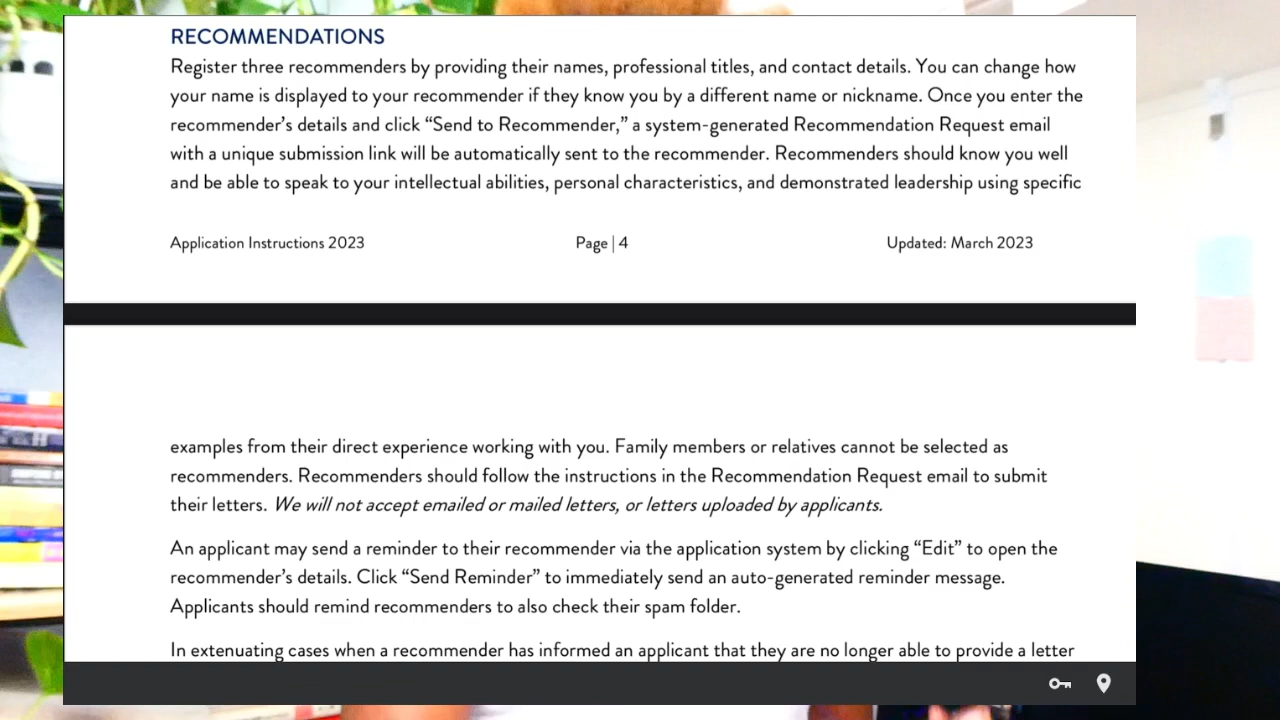 RECOMMENDATIONS
Register three recommenders by providing their names, professional titles, and contact details. You can change how
your name is displayed to your recommender if they know you by a different name or nickname. Once you enter the
recommender's details and click “Send to Recommender,” a system-generated Recommendation Request email
with a unique submission link will be automatically sent to the recommender. Recommenders should know you well
and be able to speak to your intellectual abilities, personal characteristics, and demonstrated leadership using specific
Application Instructions 2023 Page | 4 Updated: March 2023
examples from their direct experience working with you. Family members or relatives cannot be selected as
recommenders. Recommenders should follow the instructions in the Recommendation Request email to submit
their letters. We will not accept emailed or mailed letters, or letters uploaded by applicants.
An applicant may send a reminder to their recommender via the application system by clicking “Edit” to open the
recommender's details. Click “Send Reminder” to immediately send an auto-generated reminder message.
Applicants should remind recommenders to also check their spam folder.
In extenuating cases when a recommender has informed an applicant that they are no longer able to provide a letter